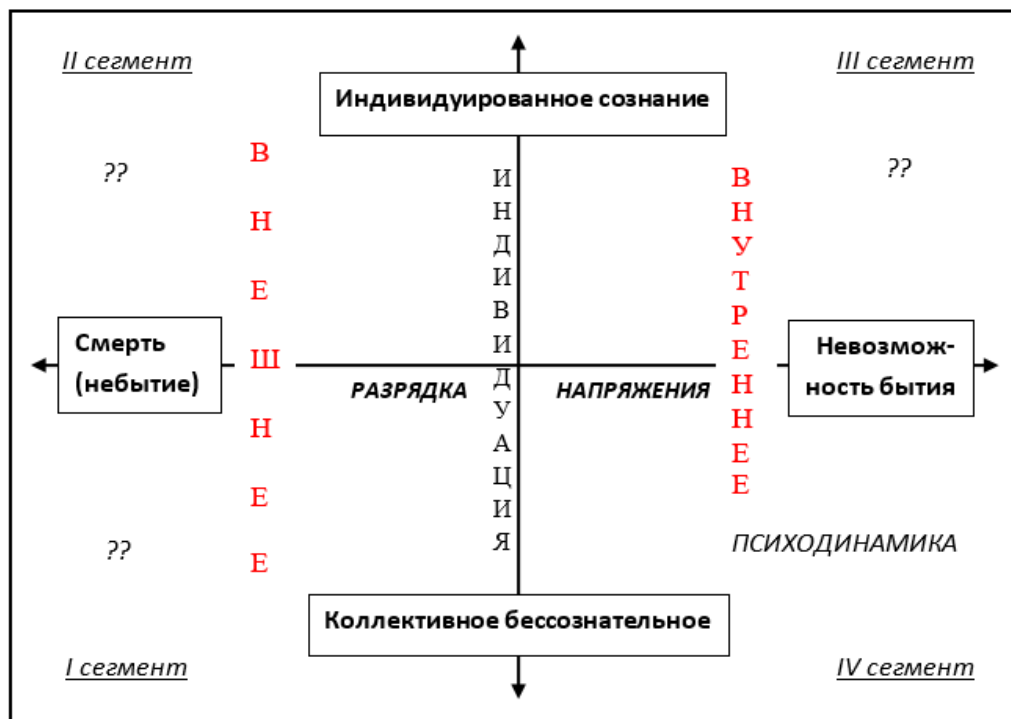 II сегмент
III сегмент
Индивидуированное сознание
??
??
ВНЕШНЕЕ
ИНДИВИДУАЦИЯ
ВНУТРЕННЕЕ
Смерть
(небытие)
РАЗРЯДКА
НАПРЯЖЕНИЯ
Невозмож-
ность бытия
??
ПСИХОДИНАМИКА
Коллективное бессознательное
I сегмент
IV сегмент